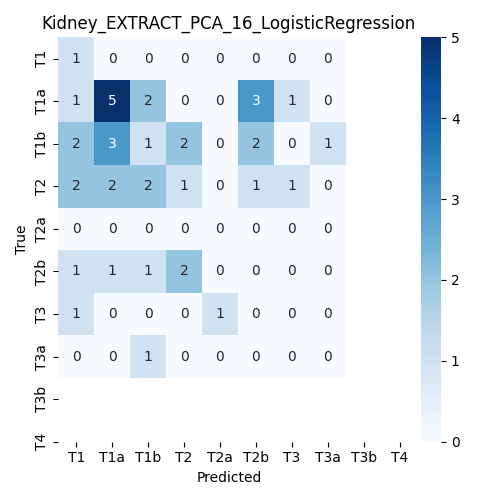 Kidney_EXTRACT_PCA_16_LogisticRegression
T1 1 0 0 0 0 0 0 0
T1a 1 5 2 0 0 3 1 0
T1b 2 3 1 2 0 2 0 1
T2 2 2 2 1 0 1 1 0
T2a 0 0 0 0 0 0 0 0
T2b 1 1 1 2 0 0 0 0
T3 1 0 0 0 1 0 0 0
T3a 0 0 1 0 0 0 0 0
T3b
T4
True
T1 T1a T1b T2 T2a T2b T3 T3a T3b T4
Predicted
5
4
3
2
1
0